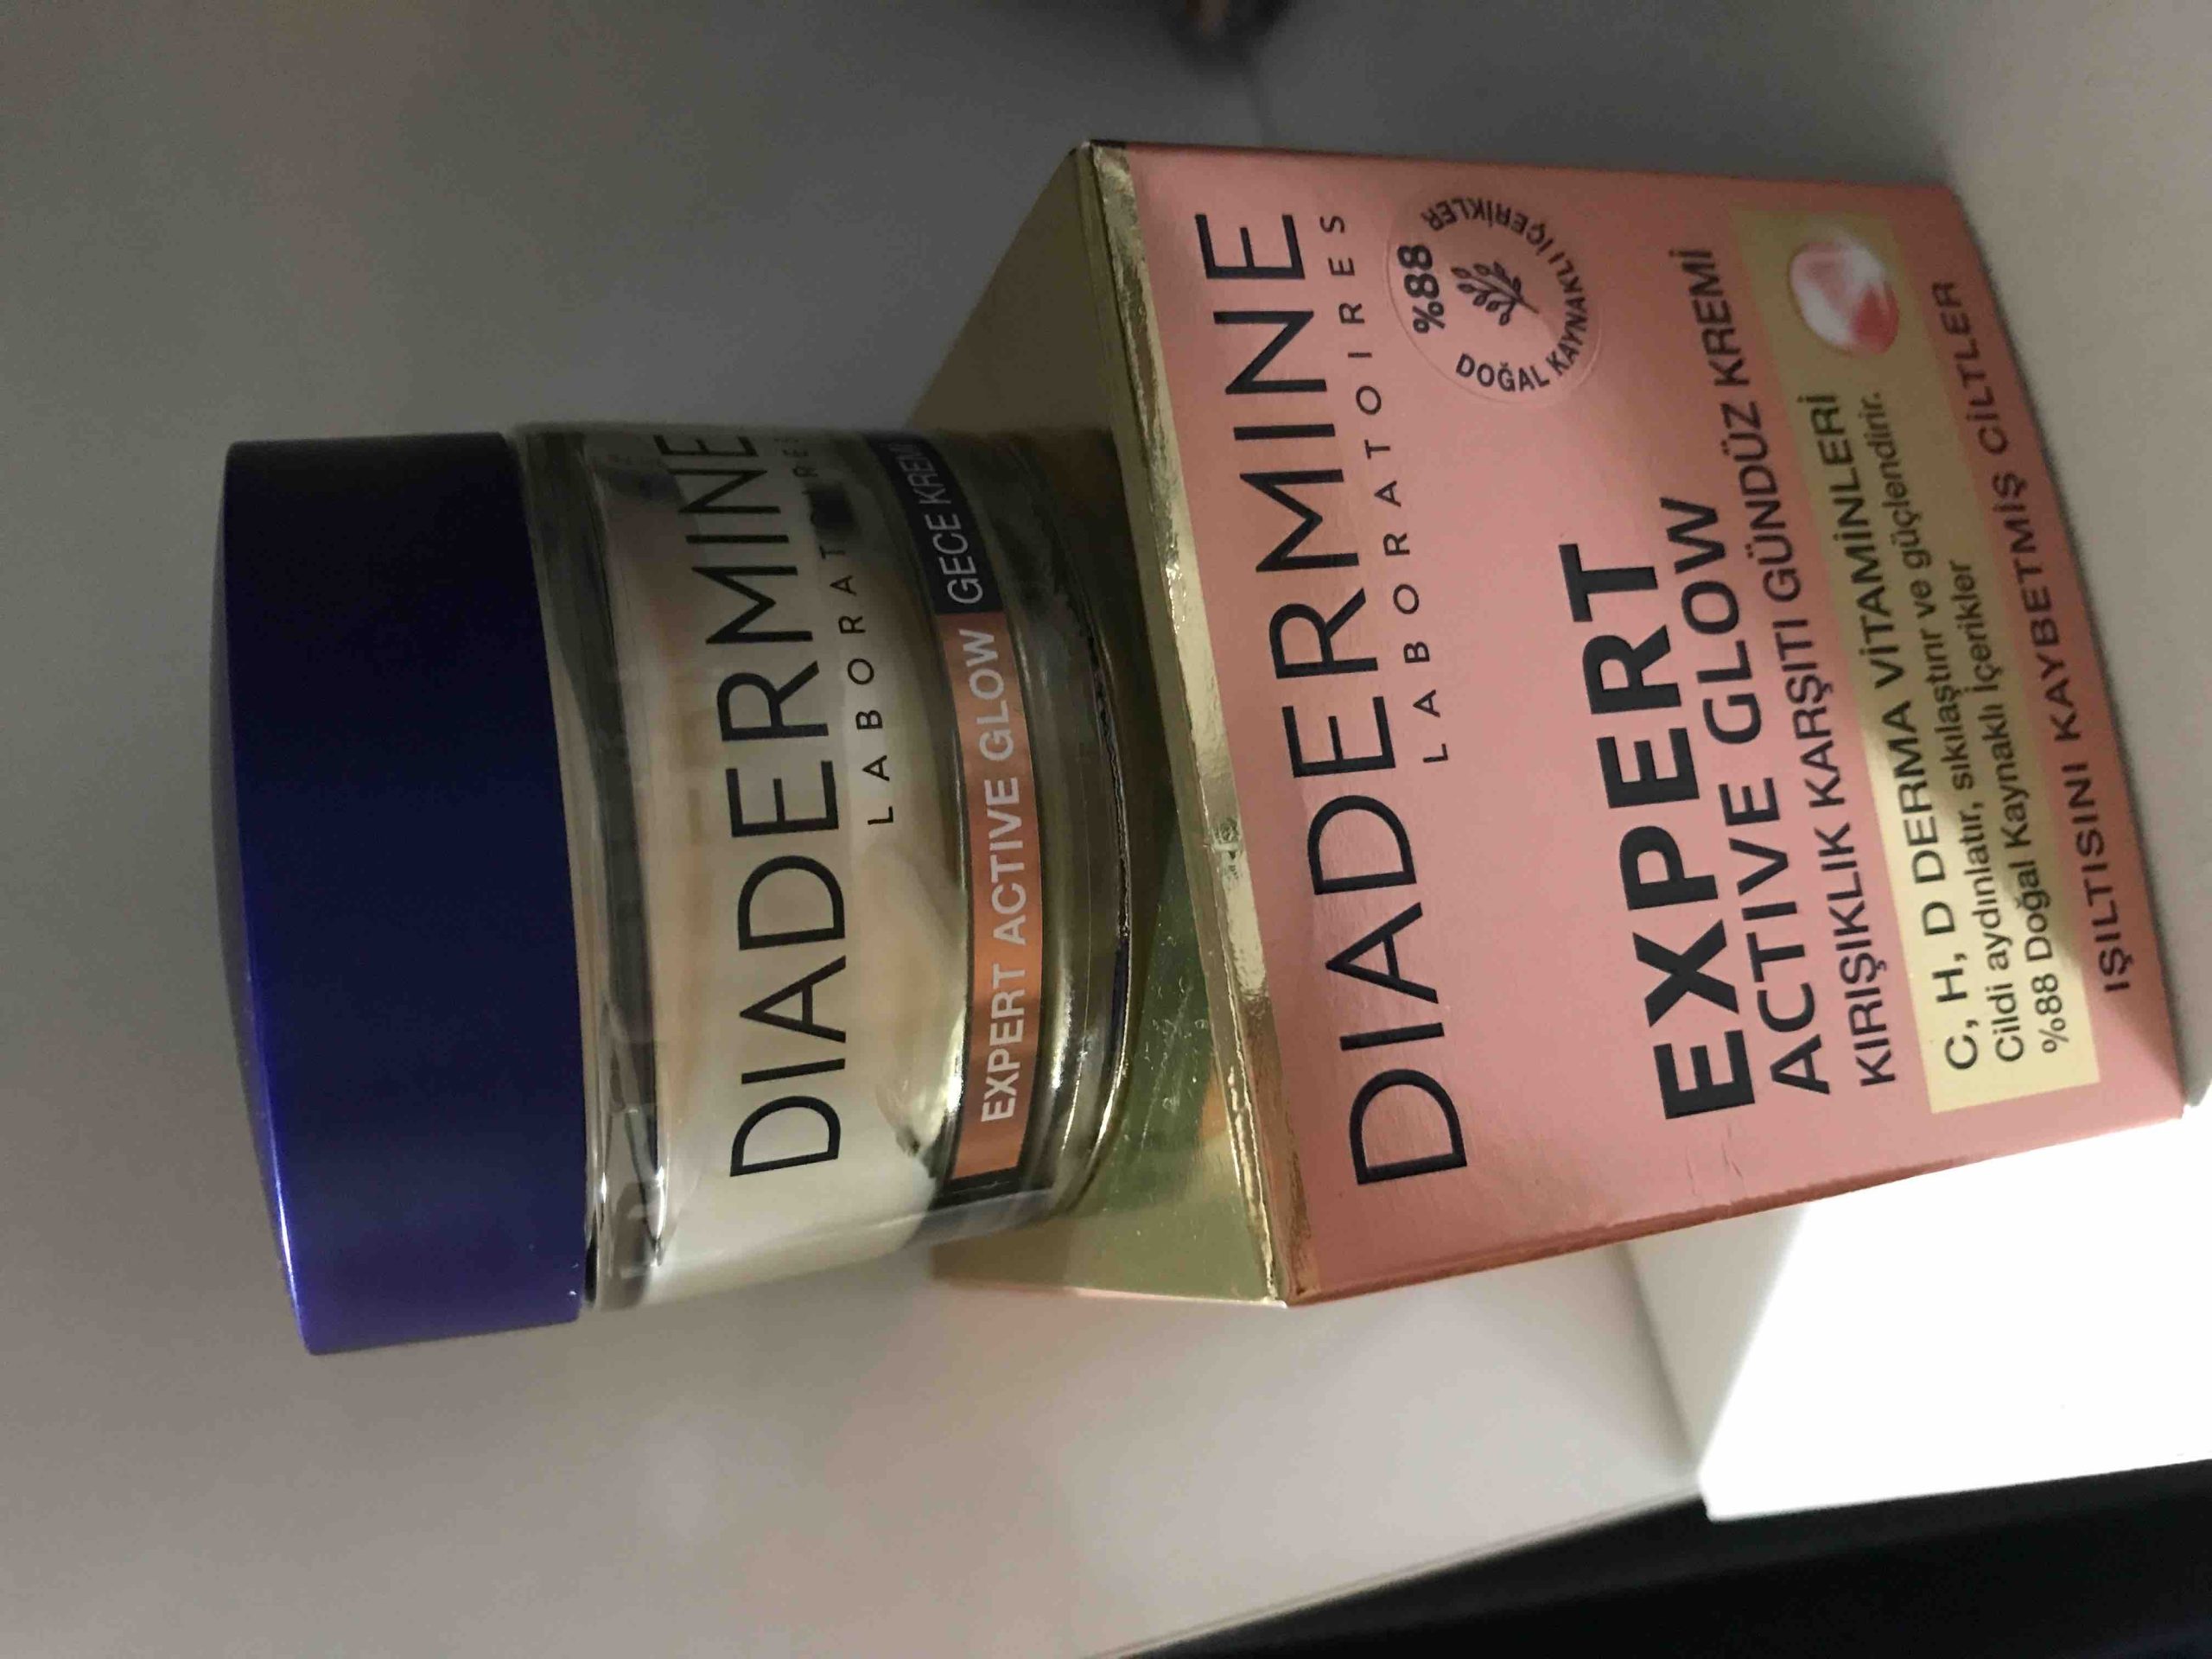 DIADERMINE
LABORATOIRES
EXPERT ACTIVE GLOW GECE KREMİ
DIADERMINE
LABORATOIRES
%88
DOĞAL KAYNAKLI İÇERİKLER
EXPERT
ACTIVE GLOW
KIRIŞIKLIK KARŞITI GÜNDÜZ KREMİ
C, H, D DERMA VİTAMİNLERİ
Cildi aydınlatır, sıkılaştırır ve güçlendirir.
%88 Doğal Kaynaklı İçerikler
IŞILTISINI KAYBETMİŞ CİLTLER